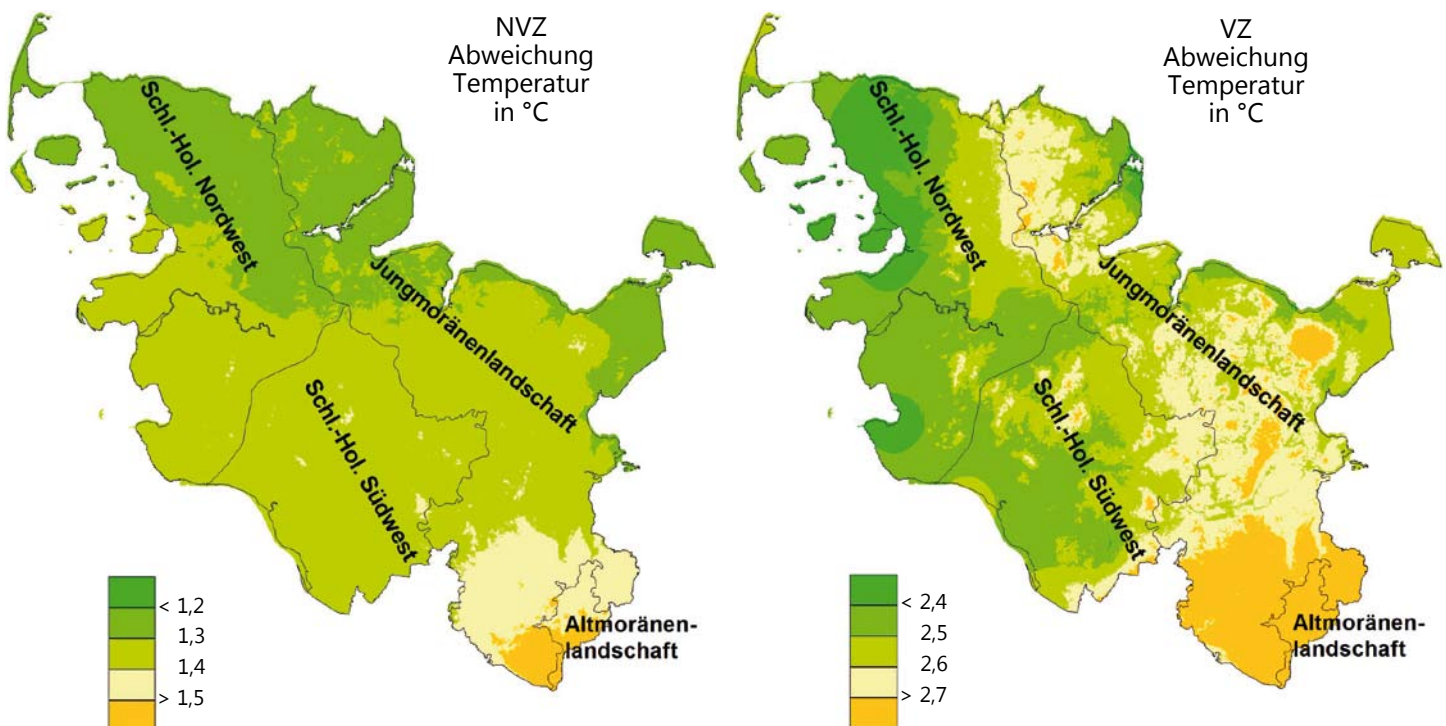 NVZ
Abweichung
Temperatur
in °C
Schl.-Hol. Nordwest
Jungmoränenlandschaft
Schl.-Hol. Südwest
Altmoränen-
landschaft
< 1,2
1,3
1,4
> 1,5
VZ
Abweichung
Temperatur
in °C
Schl.-Hol. Nordwest
Jungmoränenlandschaft
Schl.-Hol. Südwest
Altmoränen-
landschaft
< 2,4
2,5
2,6
> 2,7